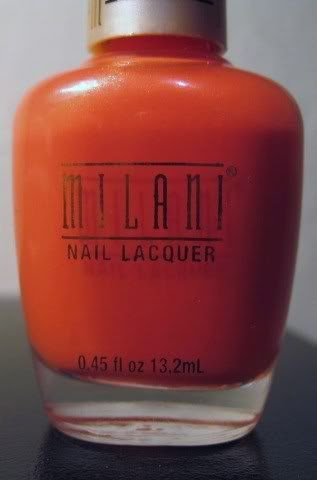 MILANI®
NAIL LACQUER
0.45 fl oz 13,2mL